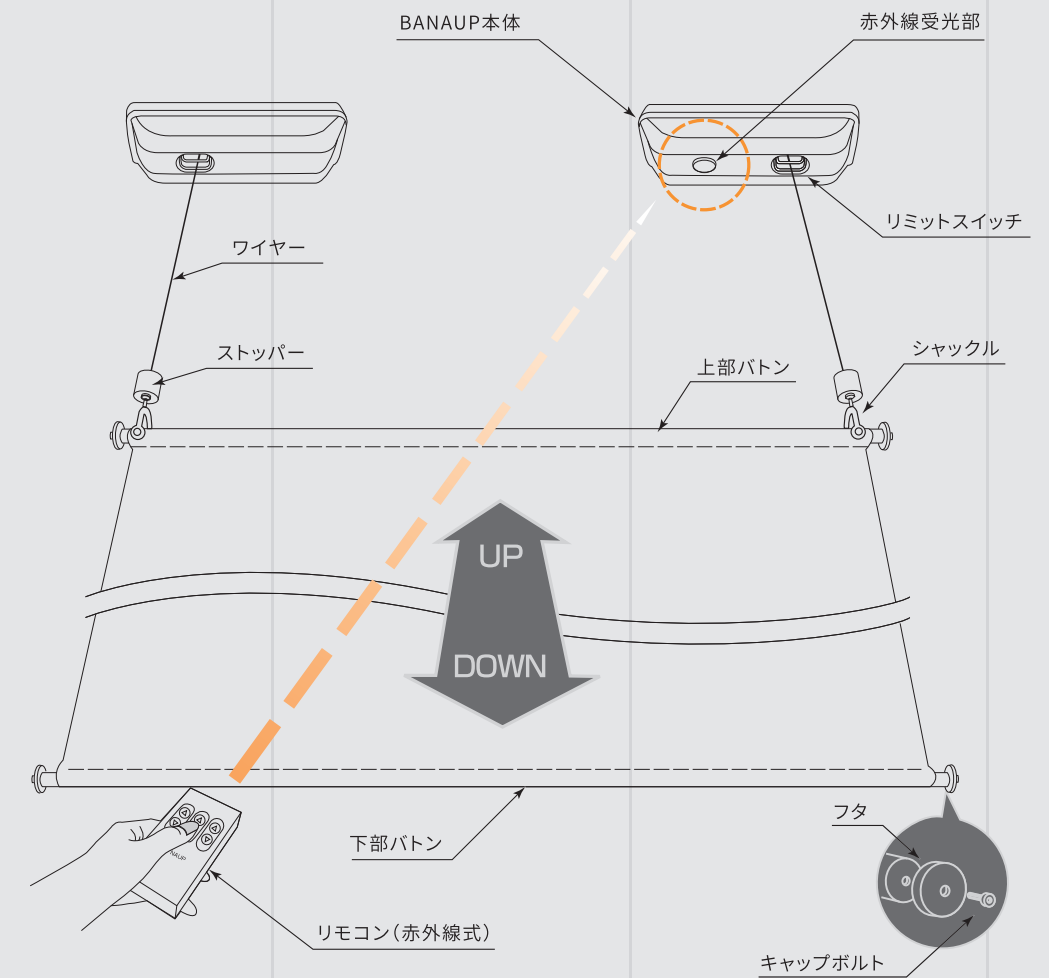 BANAUP本体
赤外線受光部
リミットスイッチ
ワイヤー
ストッパー
シャックル
上部バトン
UP
DOWN
フタ
下部バトン
NAUP
リモコン(赤外線式)
キャップボルト